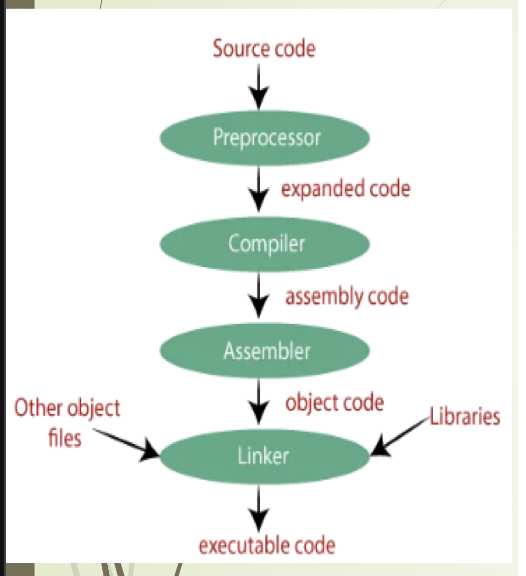 Source code
Preprocessor
expanded code
Compiler
assembly code
Assembler
object code
Other object
files
Libraries
Linker
executable code